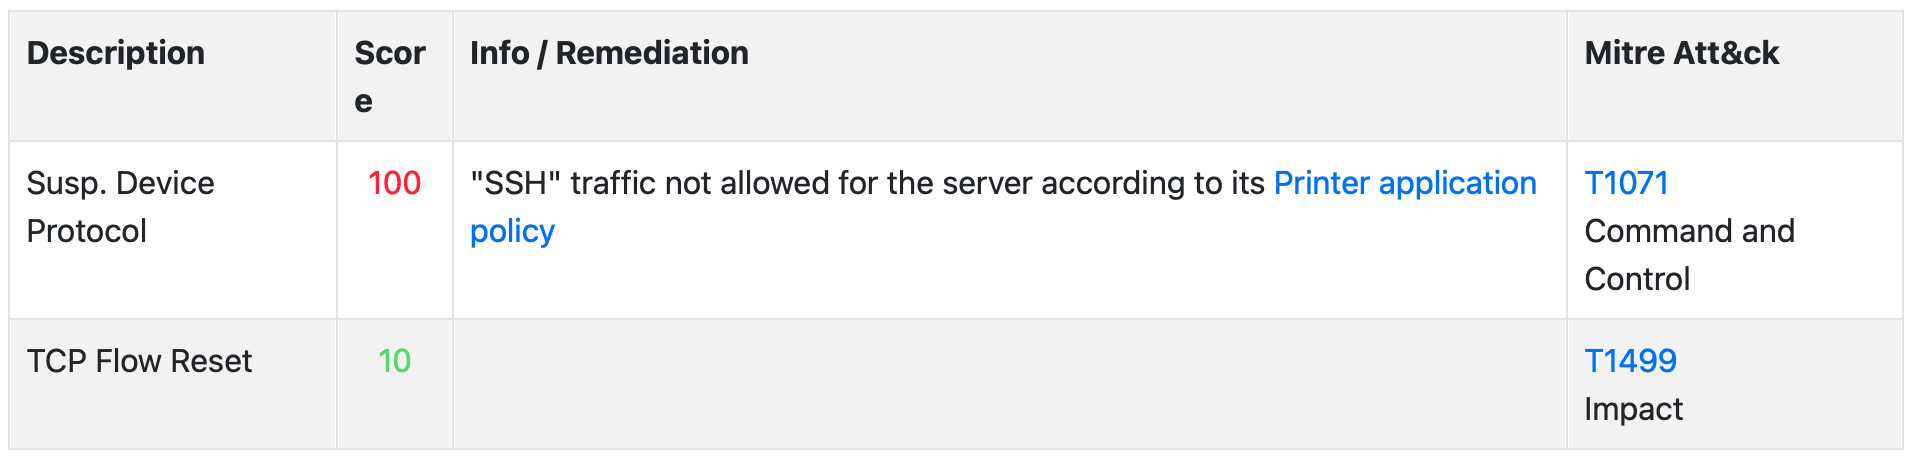 Description
Scor
e
Info / Remediation
Mitre Att&ck
Susp. Device
Protocol
100
"SSH" traffic not allowed for the server according to its Printer application
policy
T1071
Command and
Control
TCP Flow Reset
10
T1499
Impact